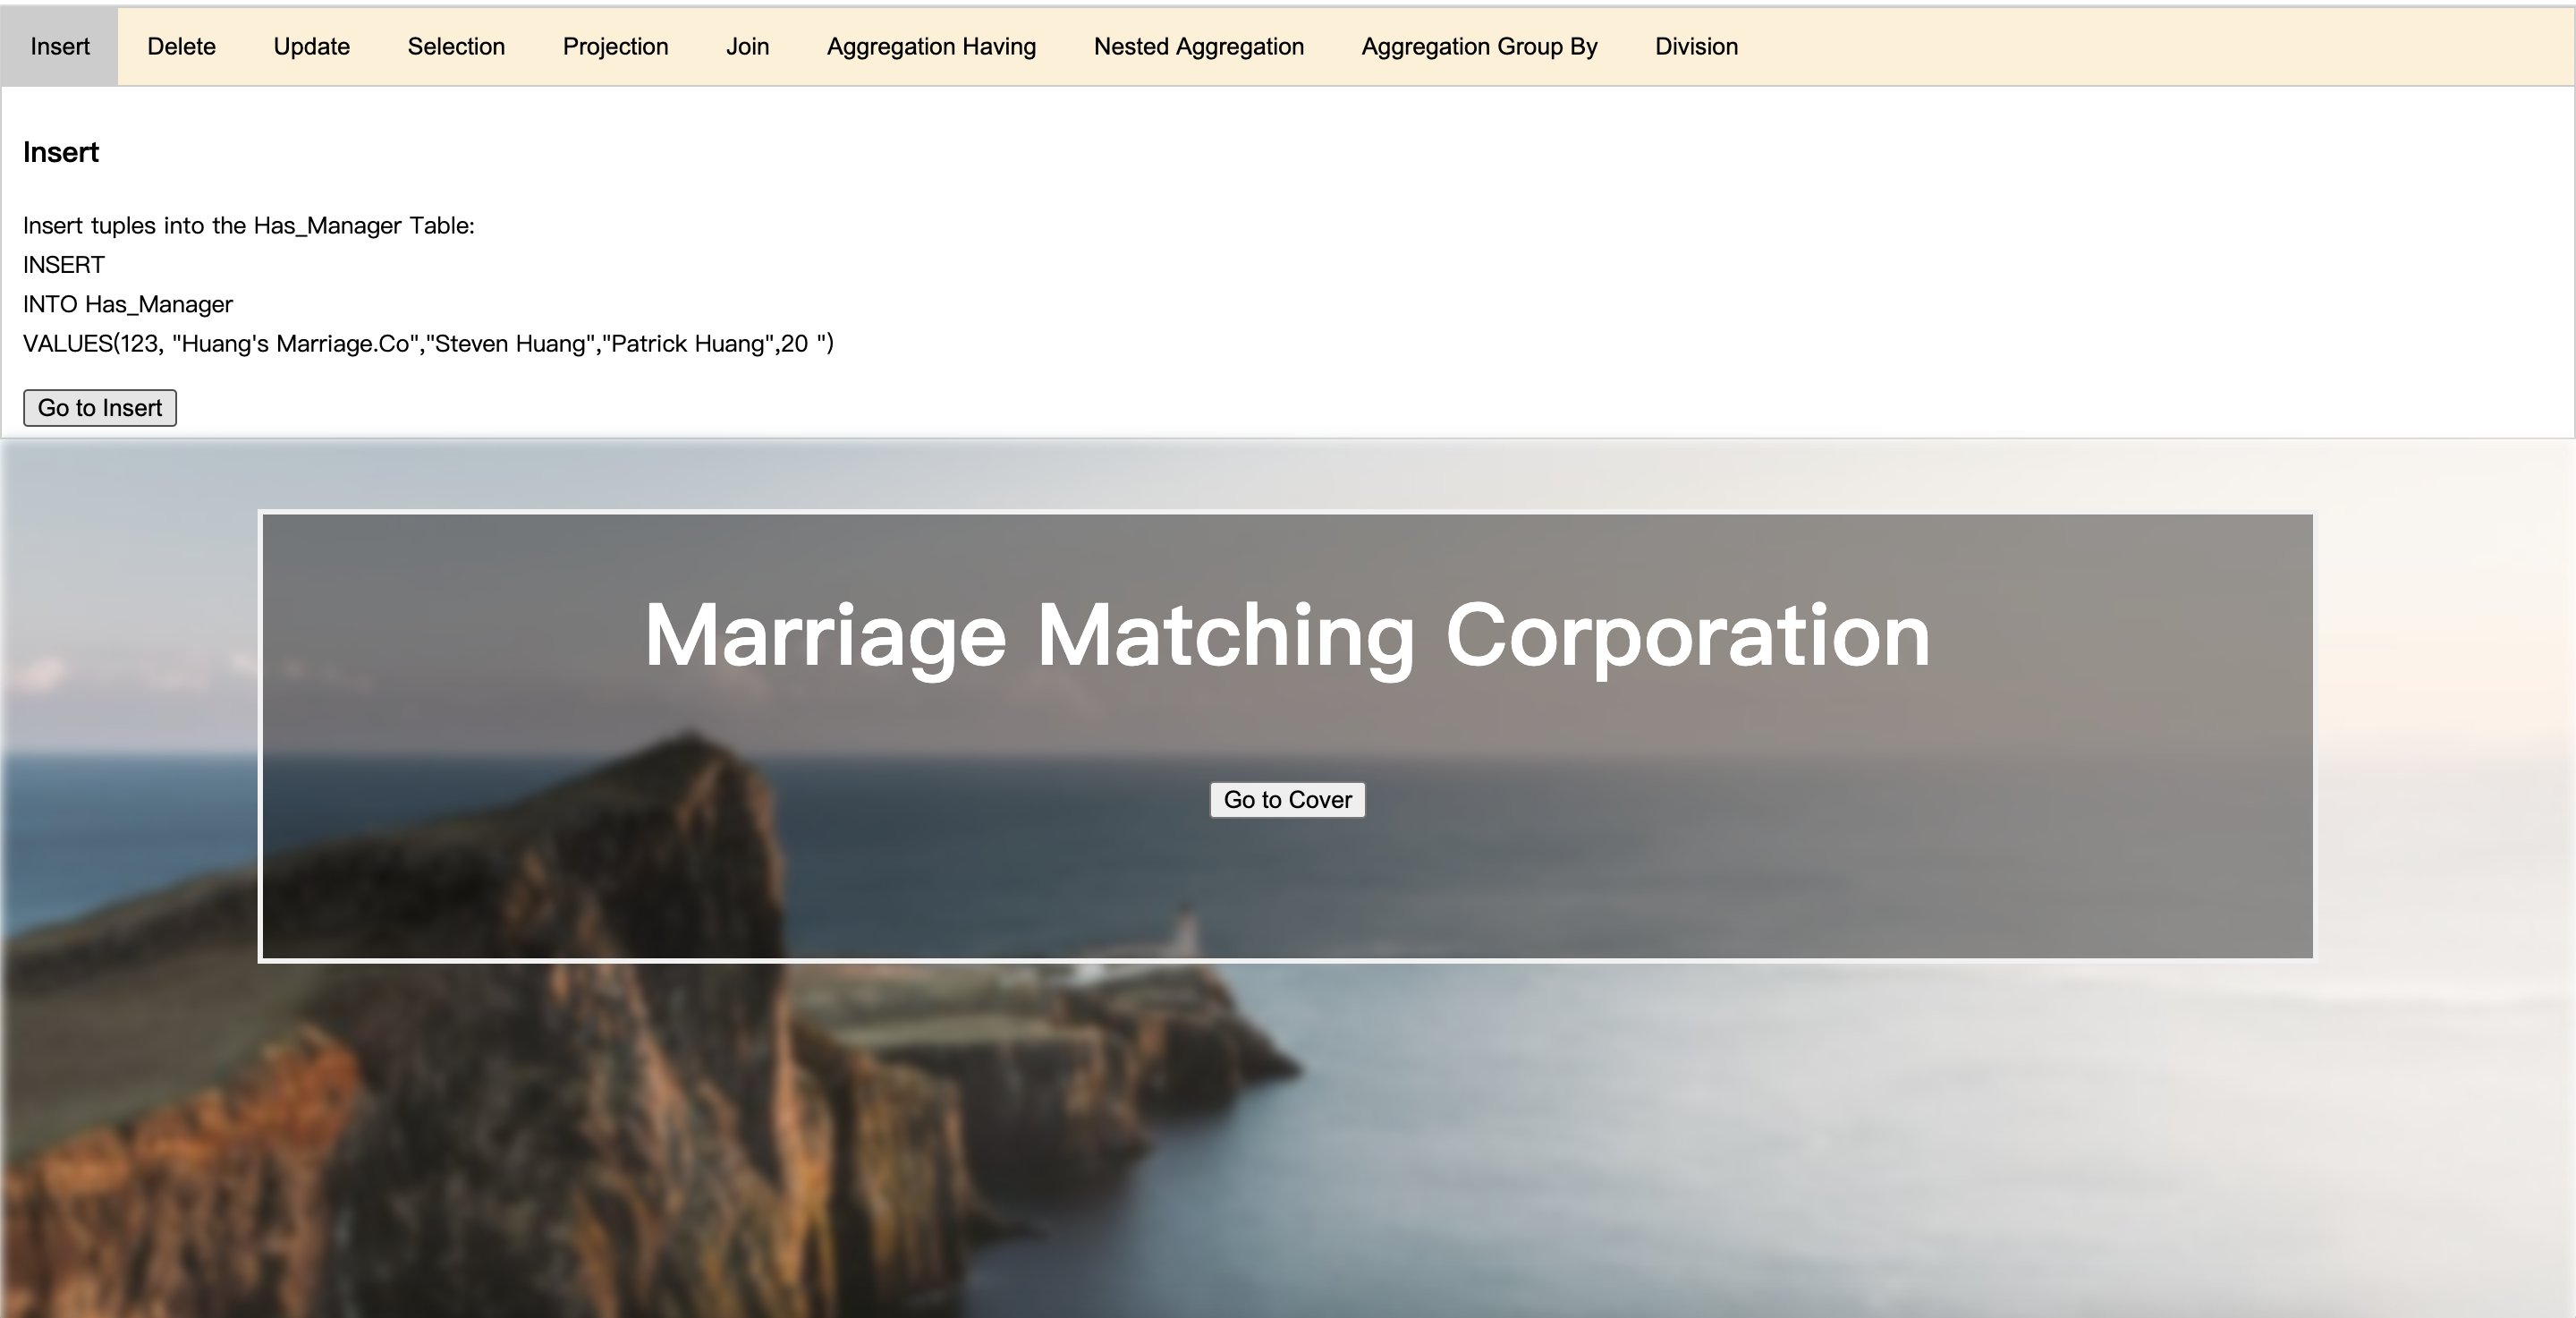 Insert Delete Update Selection Projection Join Aggregation Having Nested Aggregation Aggregation Group By Division
Insert
Insert tuples into the Has_Manager Table:
INSERT
INTO Has_Manager
VALUES(123, "Huang's Marriage.Co","Steven Huang","Patrick Huang",20 ")
Go to Insert
Marriage Matching Corporation
Go to Cover